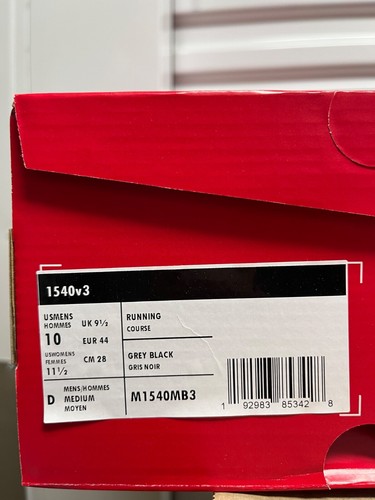 1540v3
USMENS
HOMMES
10
USWOMENS
FEMMES
11½
UK 9½
EUR 44
CM 28
RUNNING
COURSE
GREY BLACK
GRIS NOIR
D
MENS/HOMMES
MEDIUM
MOYEN
M1540MB3
1 92983 85342 8